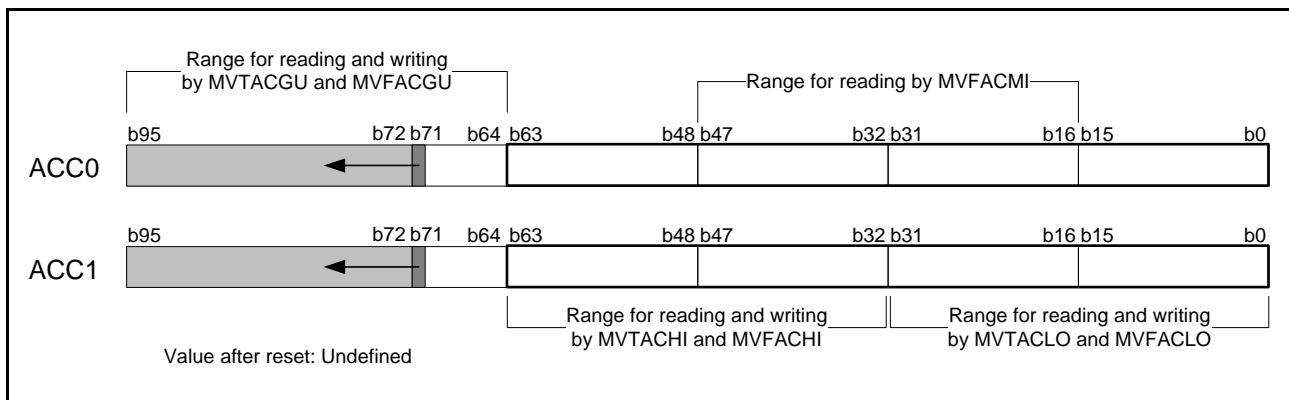 Range for reading and writing
by MVTACGU and MVFACGU
Range for reading by MVFACMI
b95 b72 b71 b64 b63 b48 b47 b32 b31 b16 b15 b0
ACC0
b95 b72 b71 b64 b63 b48 b47 b32 b31 b16 b15 b0
ACC1
Range for reading and writing
by MVTACHI and MVFACHI
Range for reading and writing
by MVTACLO and MVFACLO
Value after reset: Undefined